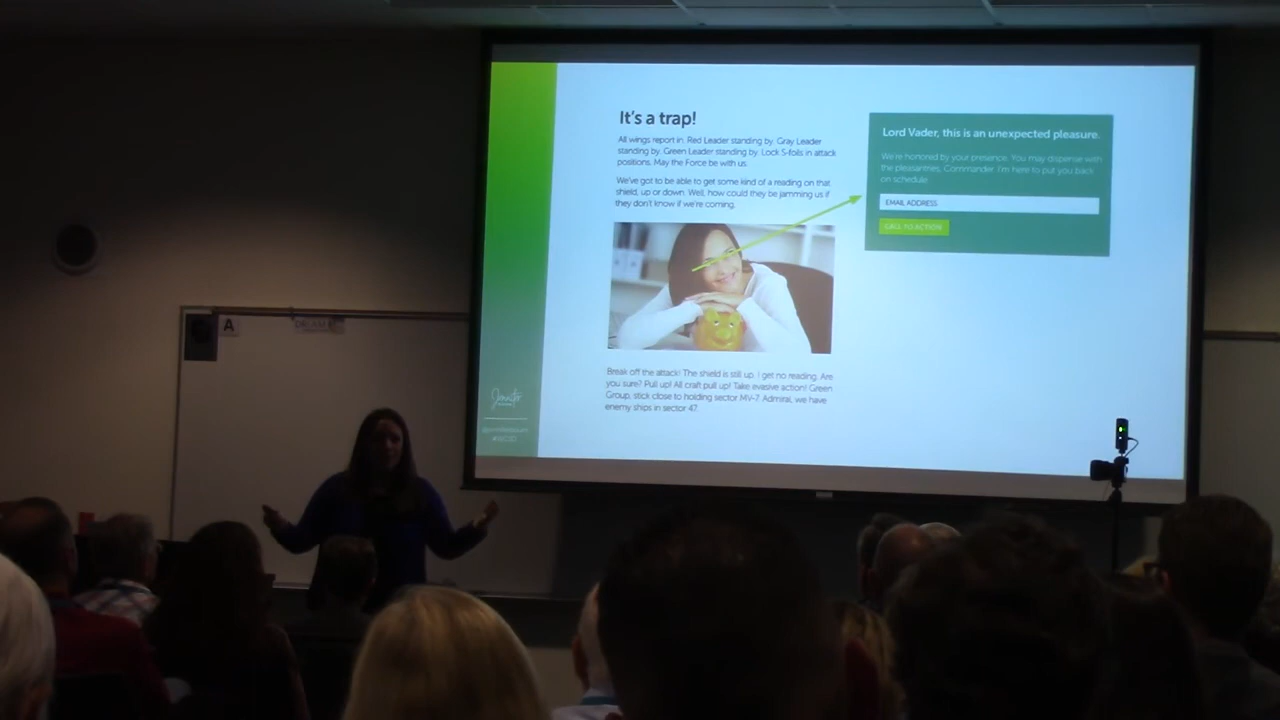 It's a trap!
All wings report in. Red Leader standing by. Gray Leader
standing by. Green Leader standing by. Lock S-foils in attack
positions. May the Force be with us.
We've got to be able to get some kind of a reading on that
shield, up or down. Well, how could they be jamming us if
they don't know if we're coming.
Break off the attack! The shield is still up. I get no reading. Are
you sure? Pull up! All craft pull up! Take evasive action! Green
Group, stick close to holding sector MV-7. Admiral, we have
enemy ships in sector 47.
Lord Vader, this is an unexpected pleasure.
We're honored by your presence. You may dispense with
the pleasantries, Commander. I'm here to put you back
on schedule.
EMAIL ADDRESS
CALL TO ACTION
A